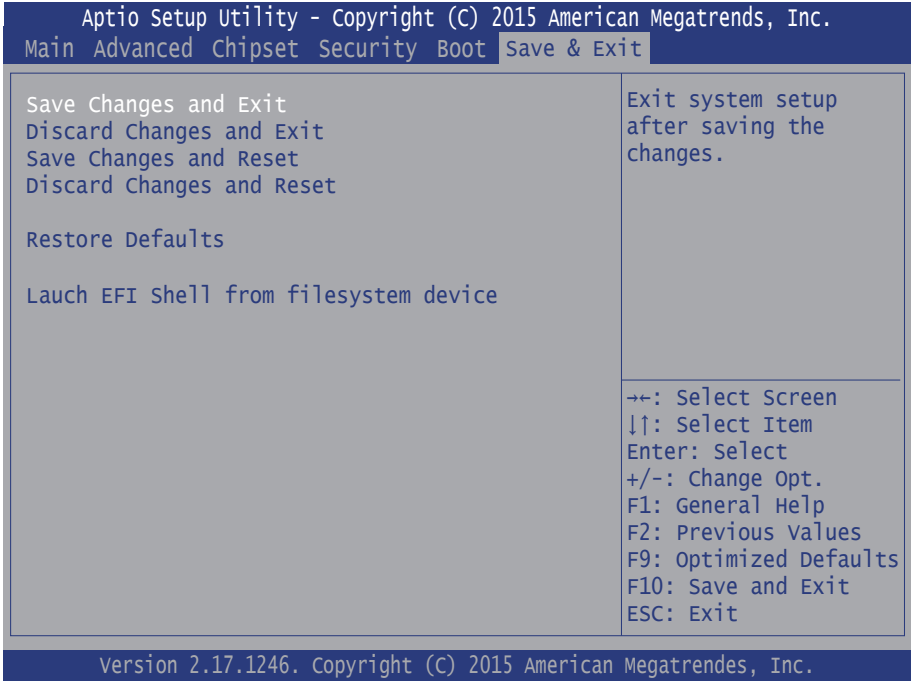 Aptio Setup Utility - Copyright (C) 2015 American Megatrends, Inc.
Main Advanced Chipset Security Boot Save & Exit
Save Changes and Exit
Discard Changes and Exit
Save Changes and Reset
Discard Changes and Reset
Restore Defaults
Lauch EFI Shell from filesystem device
Exit system setup
after saving the
changes.
→←: Select Screen
↓↑: Select Item
Enter: Select
+/-: Change Opt.
F1: General Help
F2: Previous Values
F9: Optimized Defaults
F10: Save and Exit
ESC: Exit
Version 2.17.1246. Copyright (C) 2015 American Megatrendes, Inc.